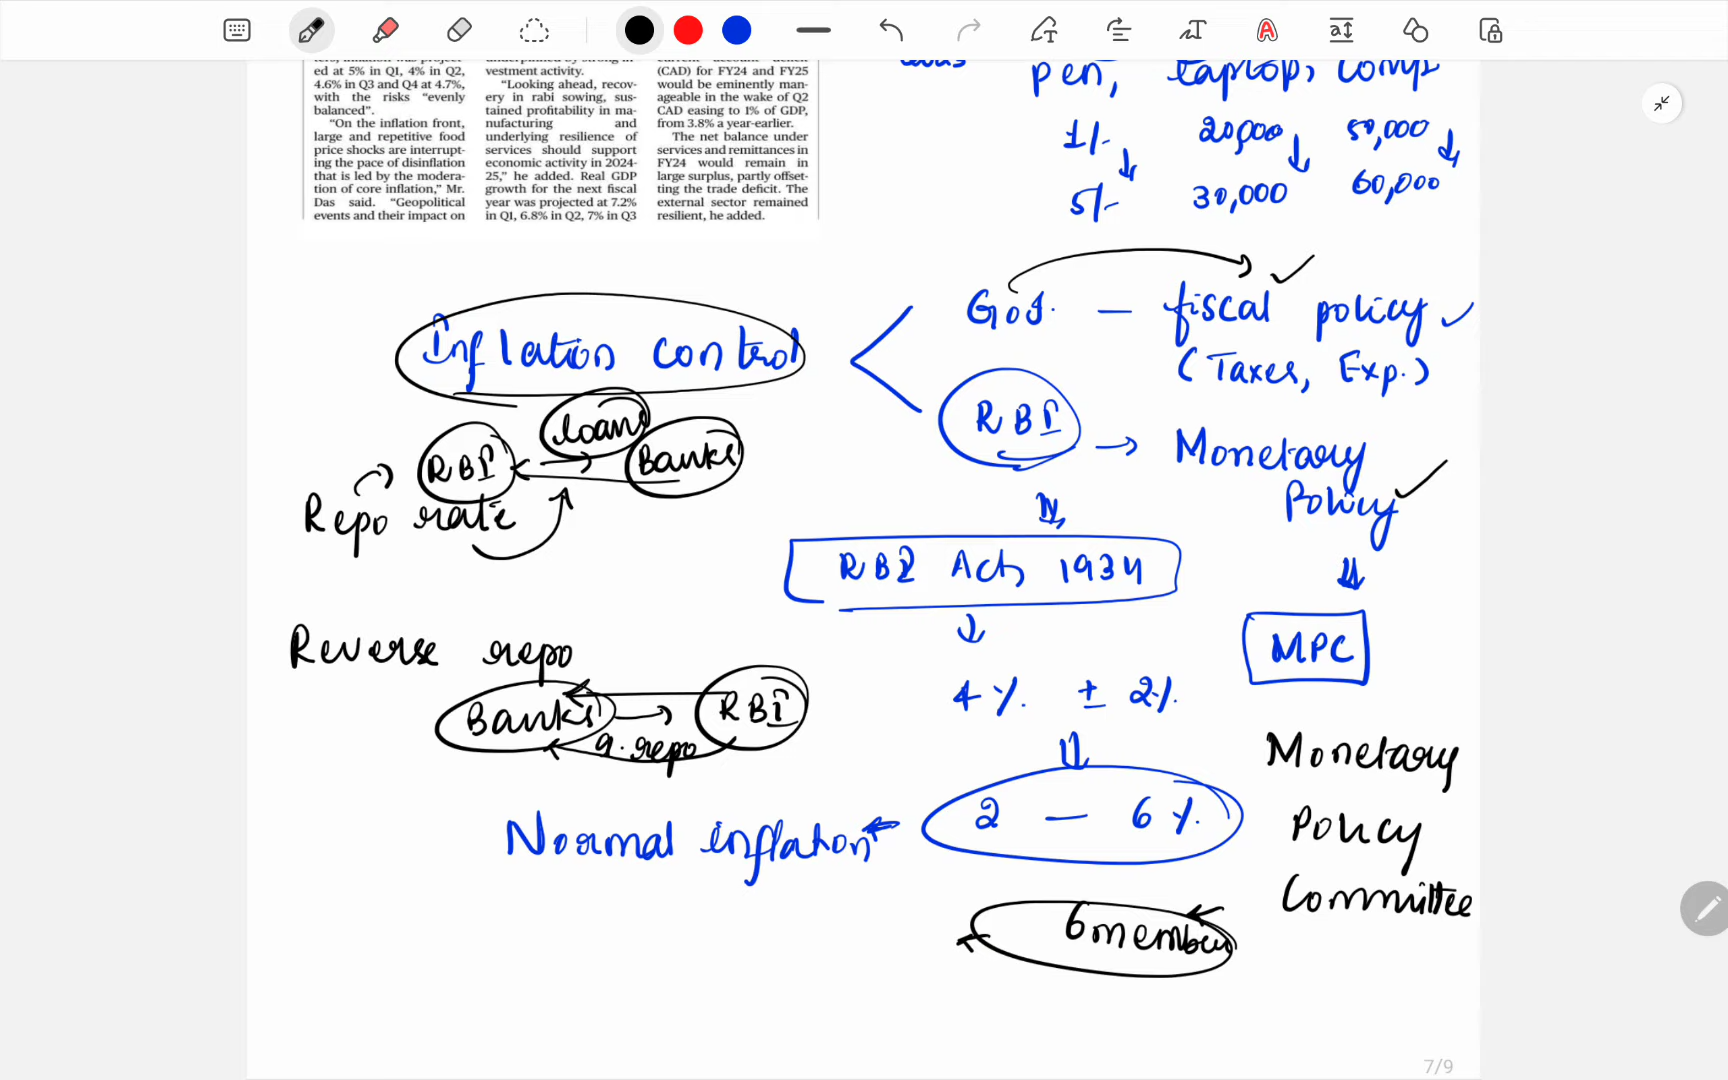 ed at 5% in Q1, 4% in Q2,
4.6% in Q3 and Q4 at 4.7%,
with the risks “evenly
balanced”.
“On the inflation front,
large and repetitive food
price shocks are interrupt-
ing the pace of disinflation
that is led by the modera-
tion of core inflation,” Mr.
Das said. “Geopolitical
events and their impact on
vestment activity.
“Looking ahead, recov-
ery in rabi sowing, sus-
tained profitability in ma-
nufacturing and
underlying resilience of
services should support
economic activity in 2024-
25,” he added. Real GDP
growth for the next fiscal
year was projected at 7.2%
in Q1, 6.8% in Q2, 7% in Q3
(CAD) for FY24 and FY25
would be eminently man-
ageable in the wake of Q2
CAD easing to 1% of GDP,
from 3.8% a year-earlier.
The net balance under
services and remittances in
FY24 would remain in
large surplus, partly offset-
ting the trade deficit. The
external sector remained
resilient, he added.
pen, laptop, comp
1/- 20,000 50,000
5/- 30,000 60,000
Inflation control
GoI. — fiscal policy
(Taxes, Exp.)
RBI → Monetary
Policy
loans
RBI Banks
Repo rate
RBI Act, 1934
MPC
Reverse repo
Banks RBI
r. repo
4% ± 2%.
2 — 6%.
Normal inflation
Monetary
Policy
Committee
6 member
7/9